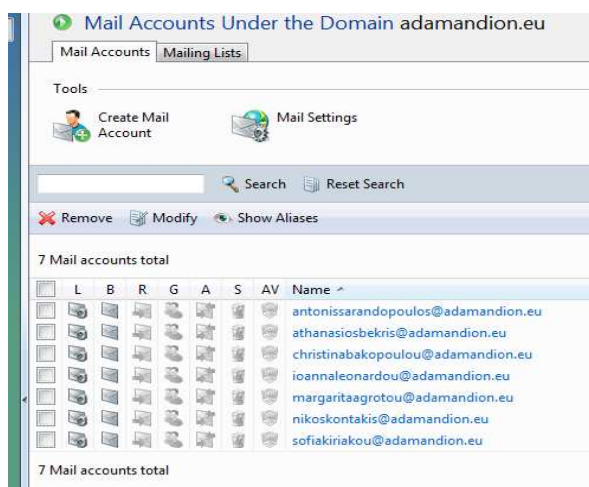 Mail Accounts Under the Domain adamandion.eu
Mail Accounts Mailing Lists
Tools
Create Mail Account
Mail Settings
Search Reset Search
Remove Modify Show Aliases
7 Mail accounts total
L B R G A S AV Name
antonissarandopoulos@adamandion.eu
athanasiosbekris@adamandion.eu
christinabakopoulou@adamandion.eu
ioannaleonardou@adamandion.eu
margaritaagrotou@adamandion.eu
nikoskontakis@adamandion.eu
sofiakiriakou@adamandion.eu
7 Mail accounts total